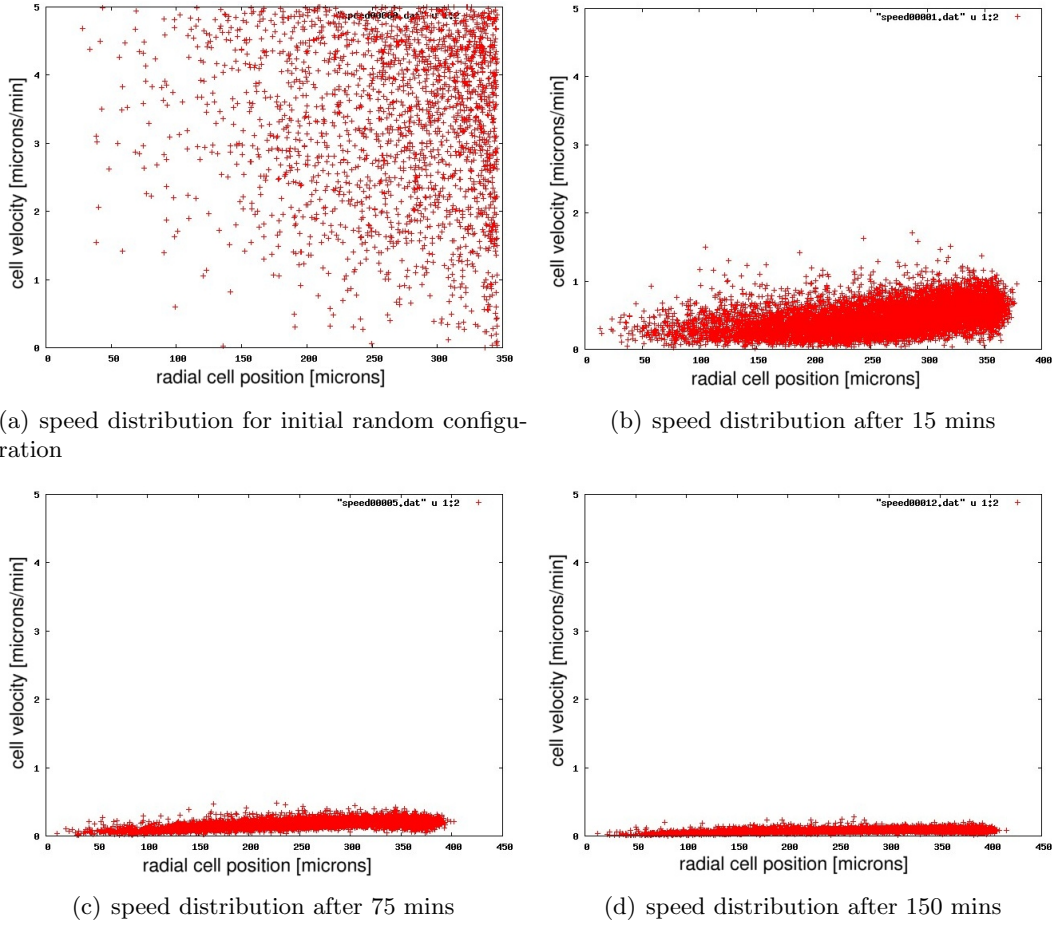 "speed00000.dat" u 1:2
5
4
3
2
1
0
0 50 100 150 200 250 300 350
cell velocity [microns/min]
radial cell position [microns]
(a) speed distribution for initial random configu-
ration
"speed00001.dat" u 1:2
5
4
3
2
1
0
0 50 100 150 200 250 300 350 400
cell velocity [microns/min]
radial cell position [microns]
(b) speed distribution after 15 mins
"speed00005.dat" u 1:2
5
4
3
2
1
0
0 50 100 150 200 250 300 350 400 450
cell velocity [microns/min]
radial cell position [microns]
(c) speed distribution after 75 mins
"speed00012.dat" u 1:2
5
4
3
2
1
0
0 50 100 150 200 250 300 350 400 450
cell velocity [microns/min]
radial cell position [microns]
(d) speed distribution after 150 mins